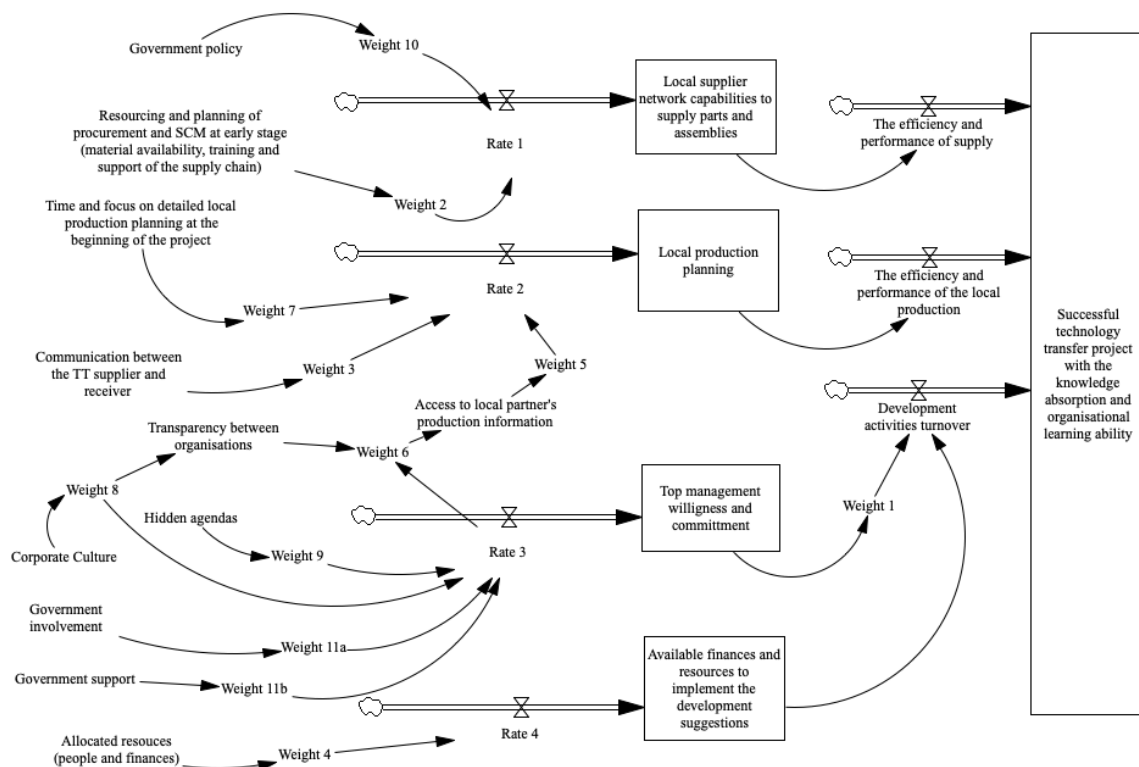 Government policy
Weight 10
Local supplier
network capabilities to
supply parts and
assemblies
Resourcing and planning of
procurement and SCM at early stage
(material availability, training and
support of the supply chain)
Rate 1
The efficiency and
performance of supply
Weight 2
Time and focus on detailed local
production planning at the
beginning of the project
Local production
planning
Rate 2
The efficiency and
performance of the local
production
Weight 7
Successful
technology
transfer project
with the
knowledge
absorption and
organisational
learning ability
Communication between
the TT supplier and
receiver
Weight 3
Weight 5
Access to local partner's
production information
Development
activities turnover
Transparency between
organisations
Weight 6
Weight 8
Top management
willigness and
committment
Weight 1
Hidden agendas
Corporate Culture
Weight 9
Rate 3
Government
involvement
Weight 11a
Available finances and
resources to
implement the
development
suggestions
Government support
Weight 11b
Rate 4
Allocated resouces
(people and finances)
Weight 4